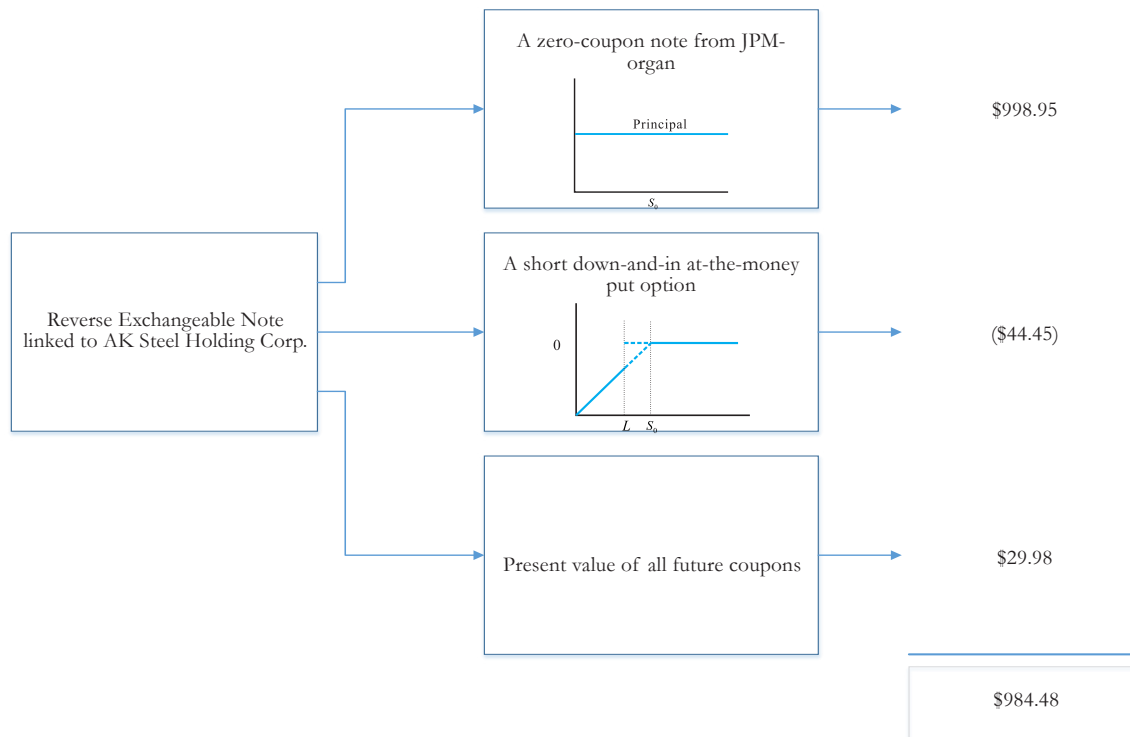 A zero-coupon note from JPM-
organ
Principal
S₀
$998.95
Reverse Exchangeable Note
linked to AK Steel Holding Corp.
A short down-and-in at-the-money
put option
0
L S₀
($44.45)
Present value of all future coupons
$29.98
$984.48